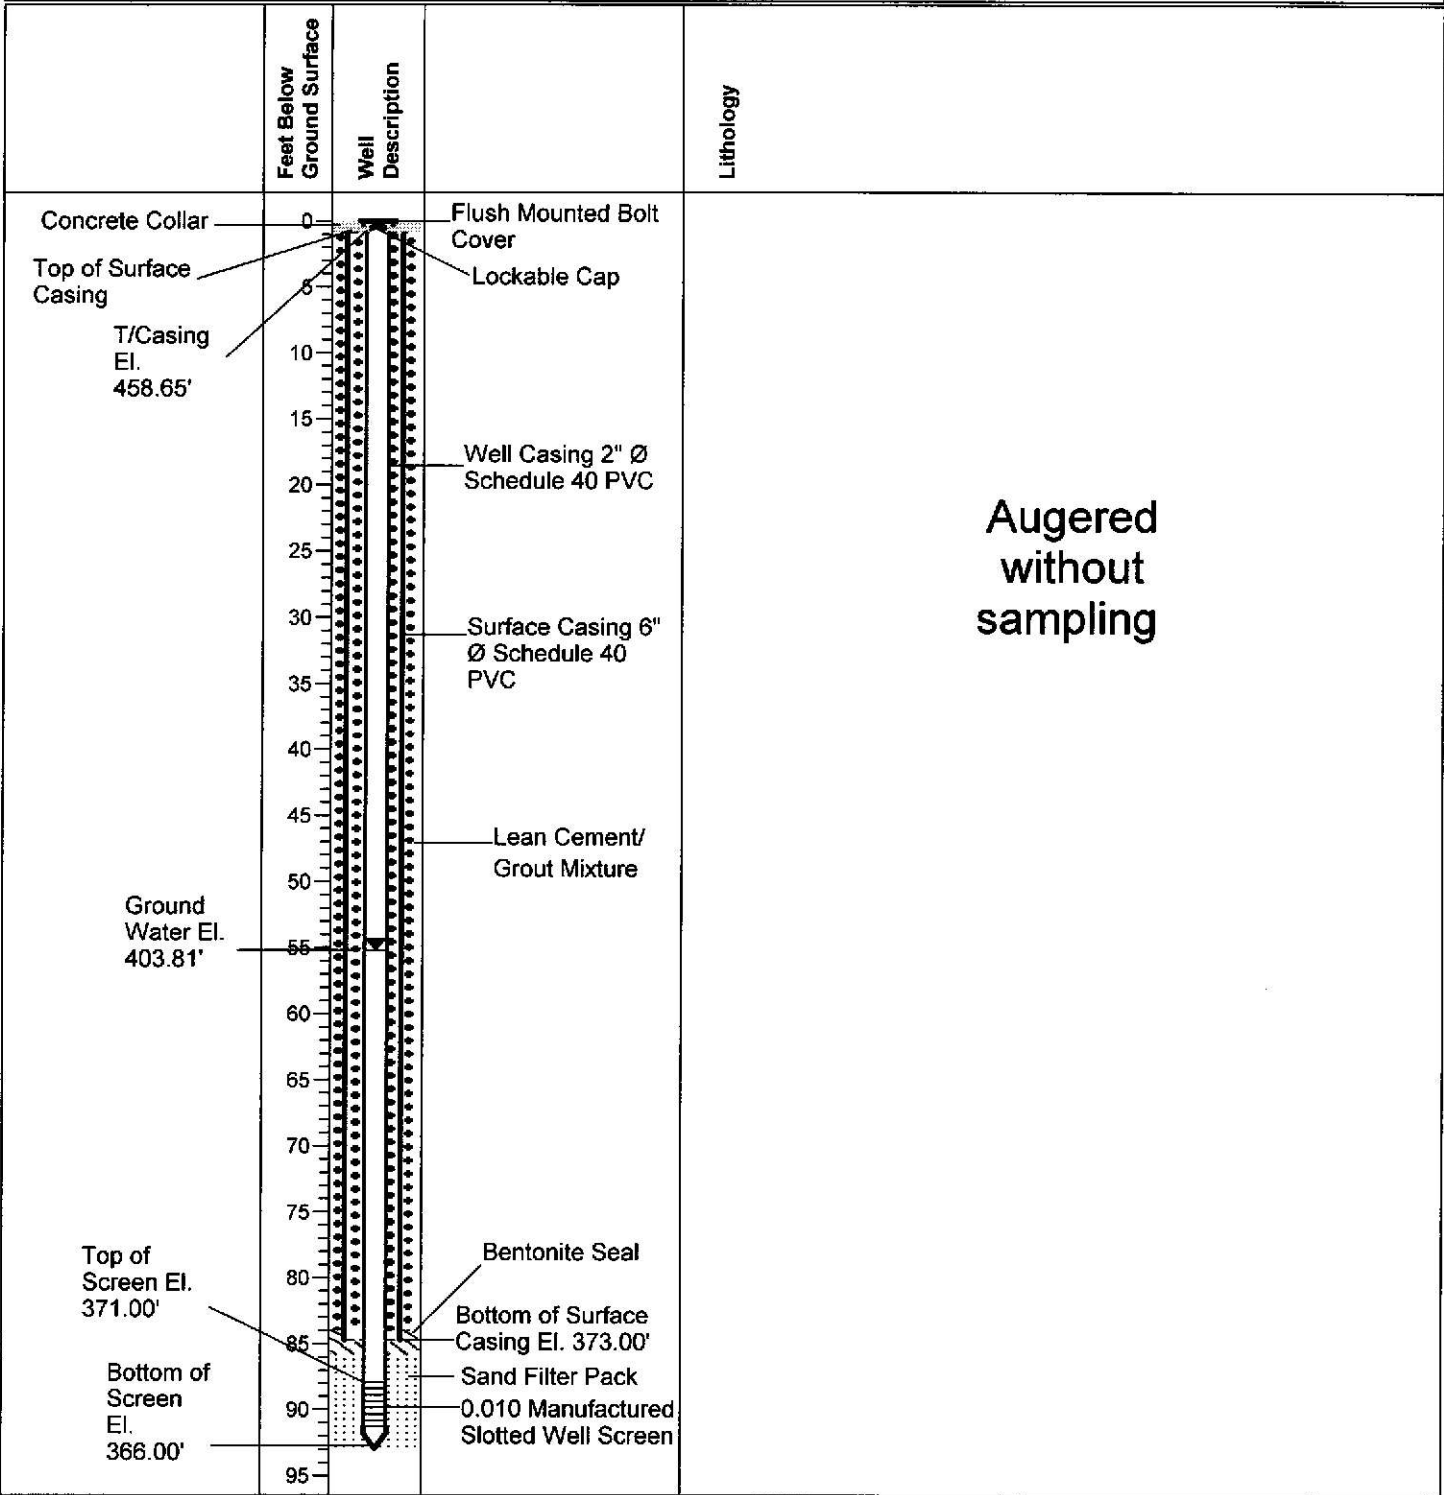 Feet Below
Ground Surface
Well
Description
Lithology
Concrete Collar
Top of Surface
Casing
T/Casing
El.
458.65'
Ground
Water El.
403.81'
Top of
Screen El.
371.00'
Bottom of
Screen
El.
366.00'
0
5
10
15
20
25
30
35
40
45
50
55
60
65
70
75
80
85
90
95
Flush Mounted Bolt
Cover
Lockable Cap
Well Casing 2" Ø
Schedule 40 PVC
Surface Casing 6"
Ø Schedule 40
PVC
Lean Cement/
Grout Mixture
Bentonite Seal
Bottom of Surface
Casing El. 373.00'
Sand Filter Pack
0.010 Manufactured
Slotted Well Screen
Augered
without
sampling